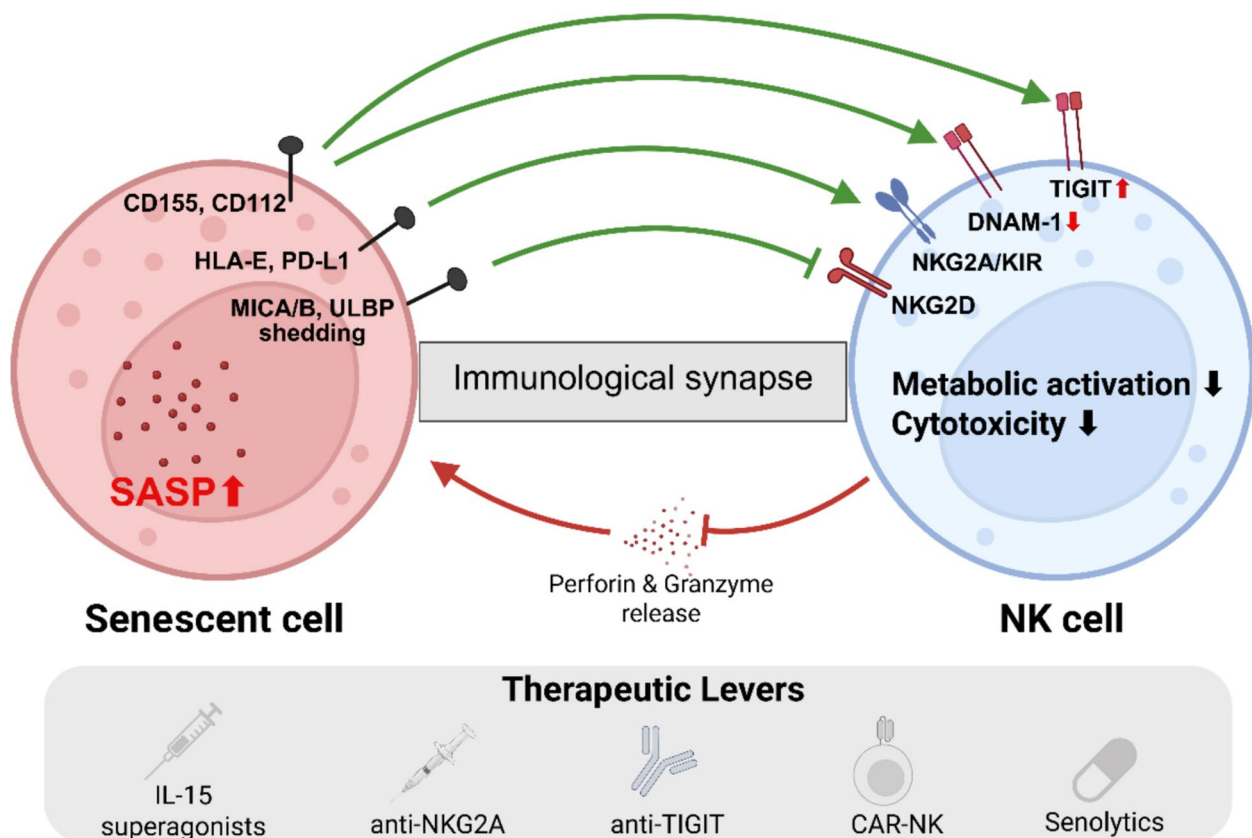 CD155, CD112
HLA-E, PD-L1
MICA/B, ULBP
shedding
SASP
Senescent cell
Immunological synapse
Perforin & Granzyme
release
TIGIT
DNAM-1
NKG2A/KIR
NKG2D
Metabolic activation
Cytotoxicity
NK cell
Therapeutic Levers
IL-15
superagonists
anti-NKG2A
anti-TIGIT
CAR-NK
Senolytics